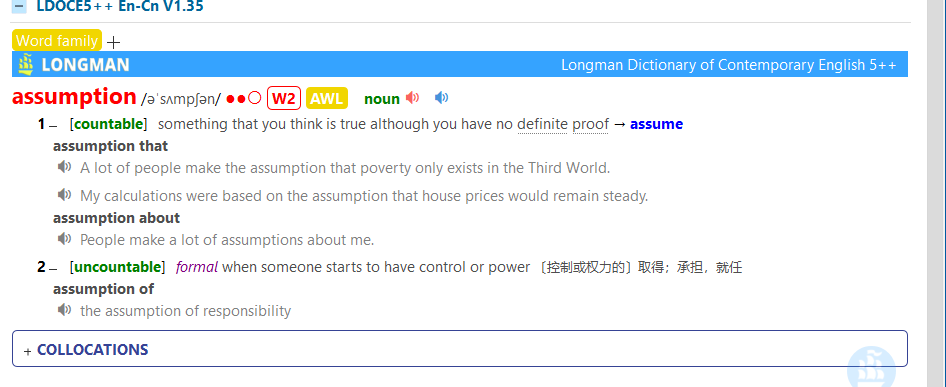 LDOCE5++ En-Cn V1.35
Word family
LONGMAN Longman Dictionary of Contemporary English 5++
assumption /əˈsʌmpʃən/ ●●○ W2 AWL noun
1 – [countable] something that you think is true although you have no definite proof → assume
assumption that
A lot of people make the assumption that poverty only exists in the Third World.
My calculations were based on the assumption that house prices would remain steady.
assumption about
People make a lot of assumptions about me.
2 – [uncountable] formal when someone starts to have control or power 〔控制或权力的〕取得；承担，就任
assumption of
the assumption of responsibility
+ COLLOCATIONS